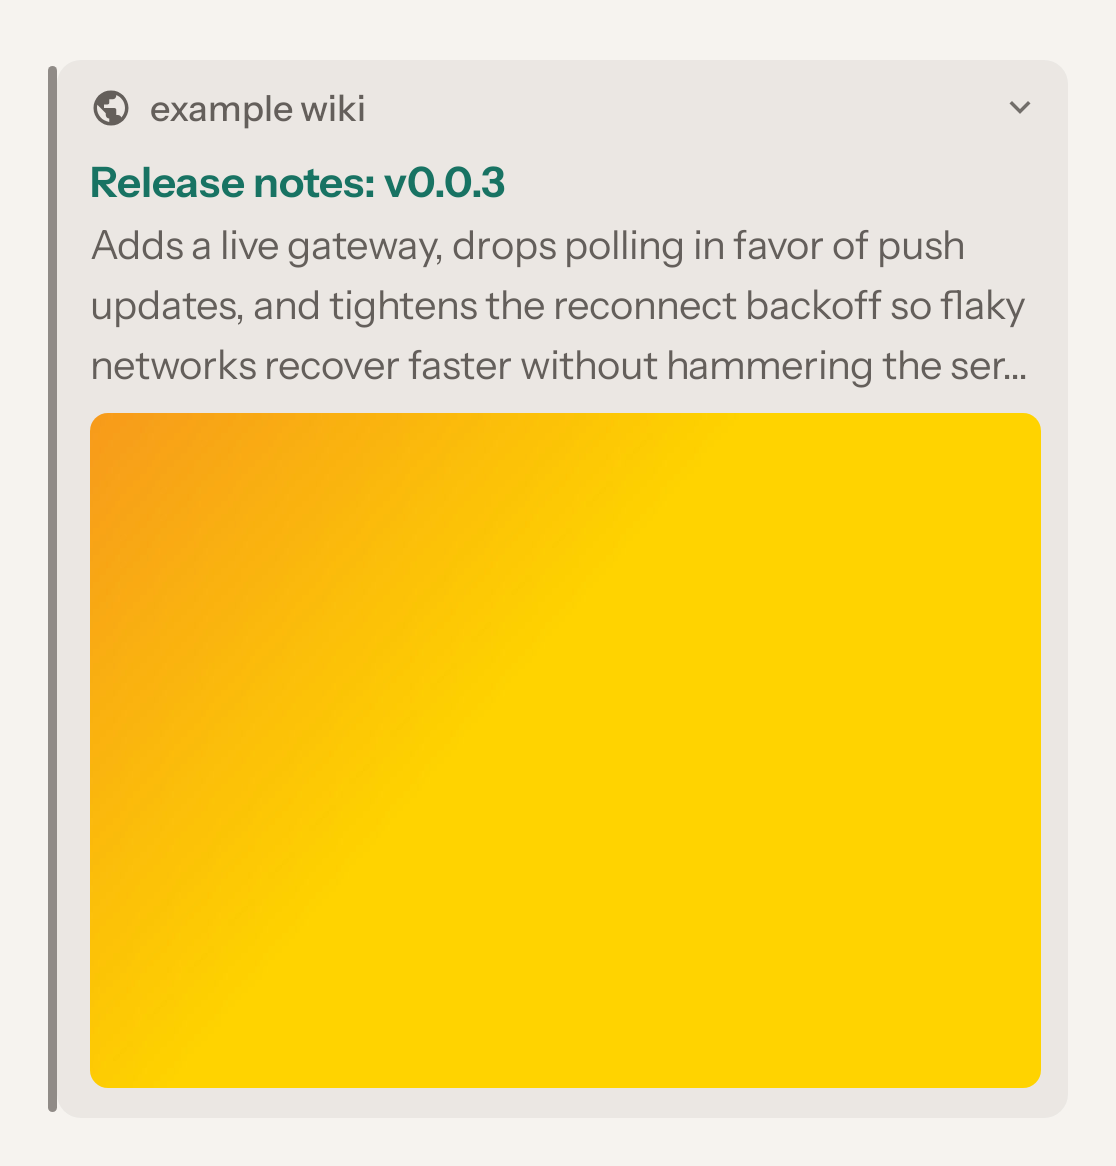 example wiki
Release notes: v0.0.3
Adds a live gateway, drops polling in favor of push
updates, and tightens the reconnect backoff so flaky
networks recover faster without hammering the ser...